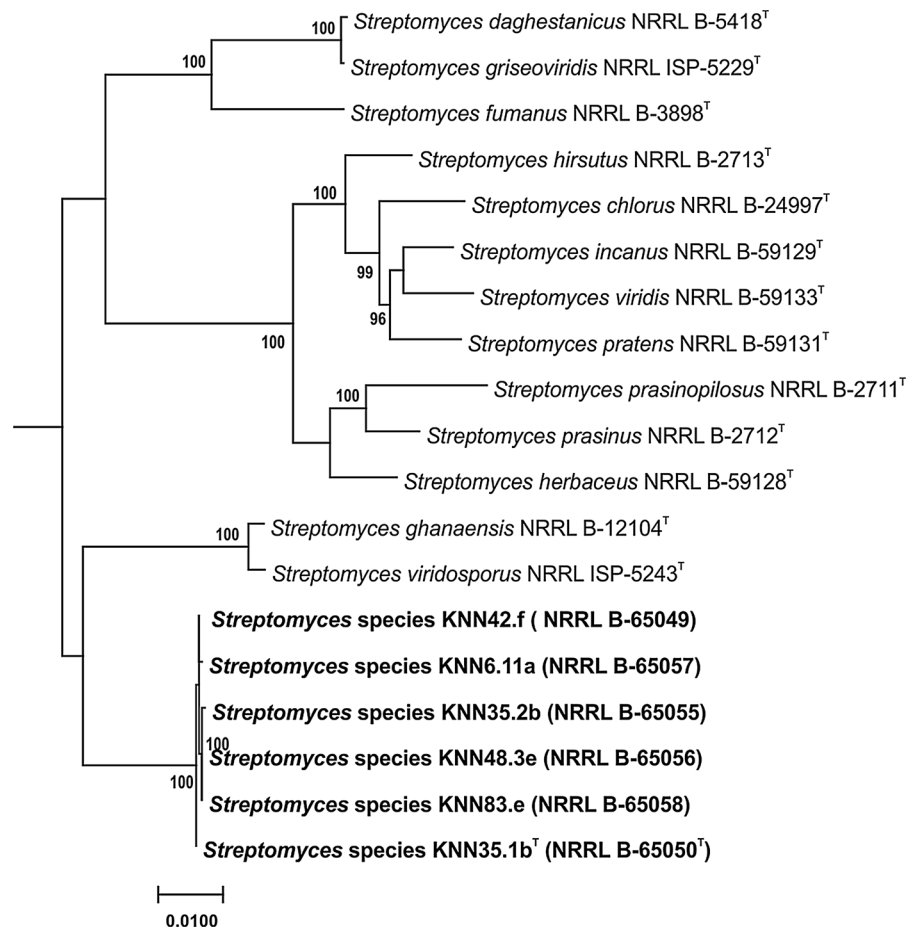 Streptomyces daghestanicus NRRL B-5418T
100
100
Streptomyces griseoviridis NRRL ISP-5229T
Streptomyces fumanus NRRL B-3898T
Streptomyces hirsutus NRRL B-2713T
100
Streptomyces chlorus NRRL B-24997T
Streptomyces incanus NRRL B-59129T
99
Streptomyces viridis NRRL B-59133T
96
100
Streptomyces pratens NRRL B-59131T
Streptomyces prasinopilosus NRRL B-2711T
100
Streptomyces prasinus NRRL B-2712T
Streptomyces herbaceus NRRL B-59128T
Streptomyces ghanaensis NRRL B-12104T
100
Streptomyces viridosporus NRRL ISP-5243T
Streptomyces species KNN42.f ( NRRL B-65049)
Streptomyces species KNN6.11a (NRRL B-65057)
Streptomyces species KNN35.2b (NRRL B-65055)
100
Streptomyces species KNN48.3e (NRRL B-65056)
100
Streptomyces species KNN83.e (NRRL B-65058)
Streptomyces species KNN35.1bT (NRRL B-65050T)
0.0100